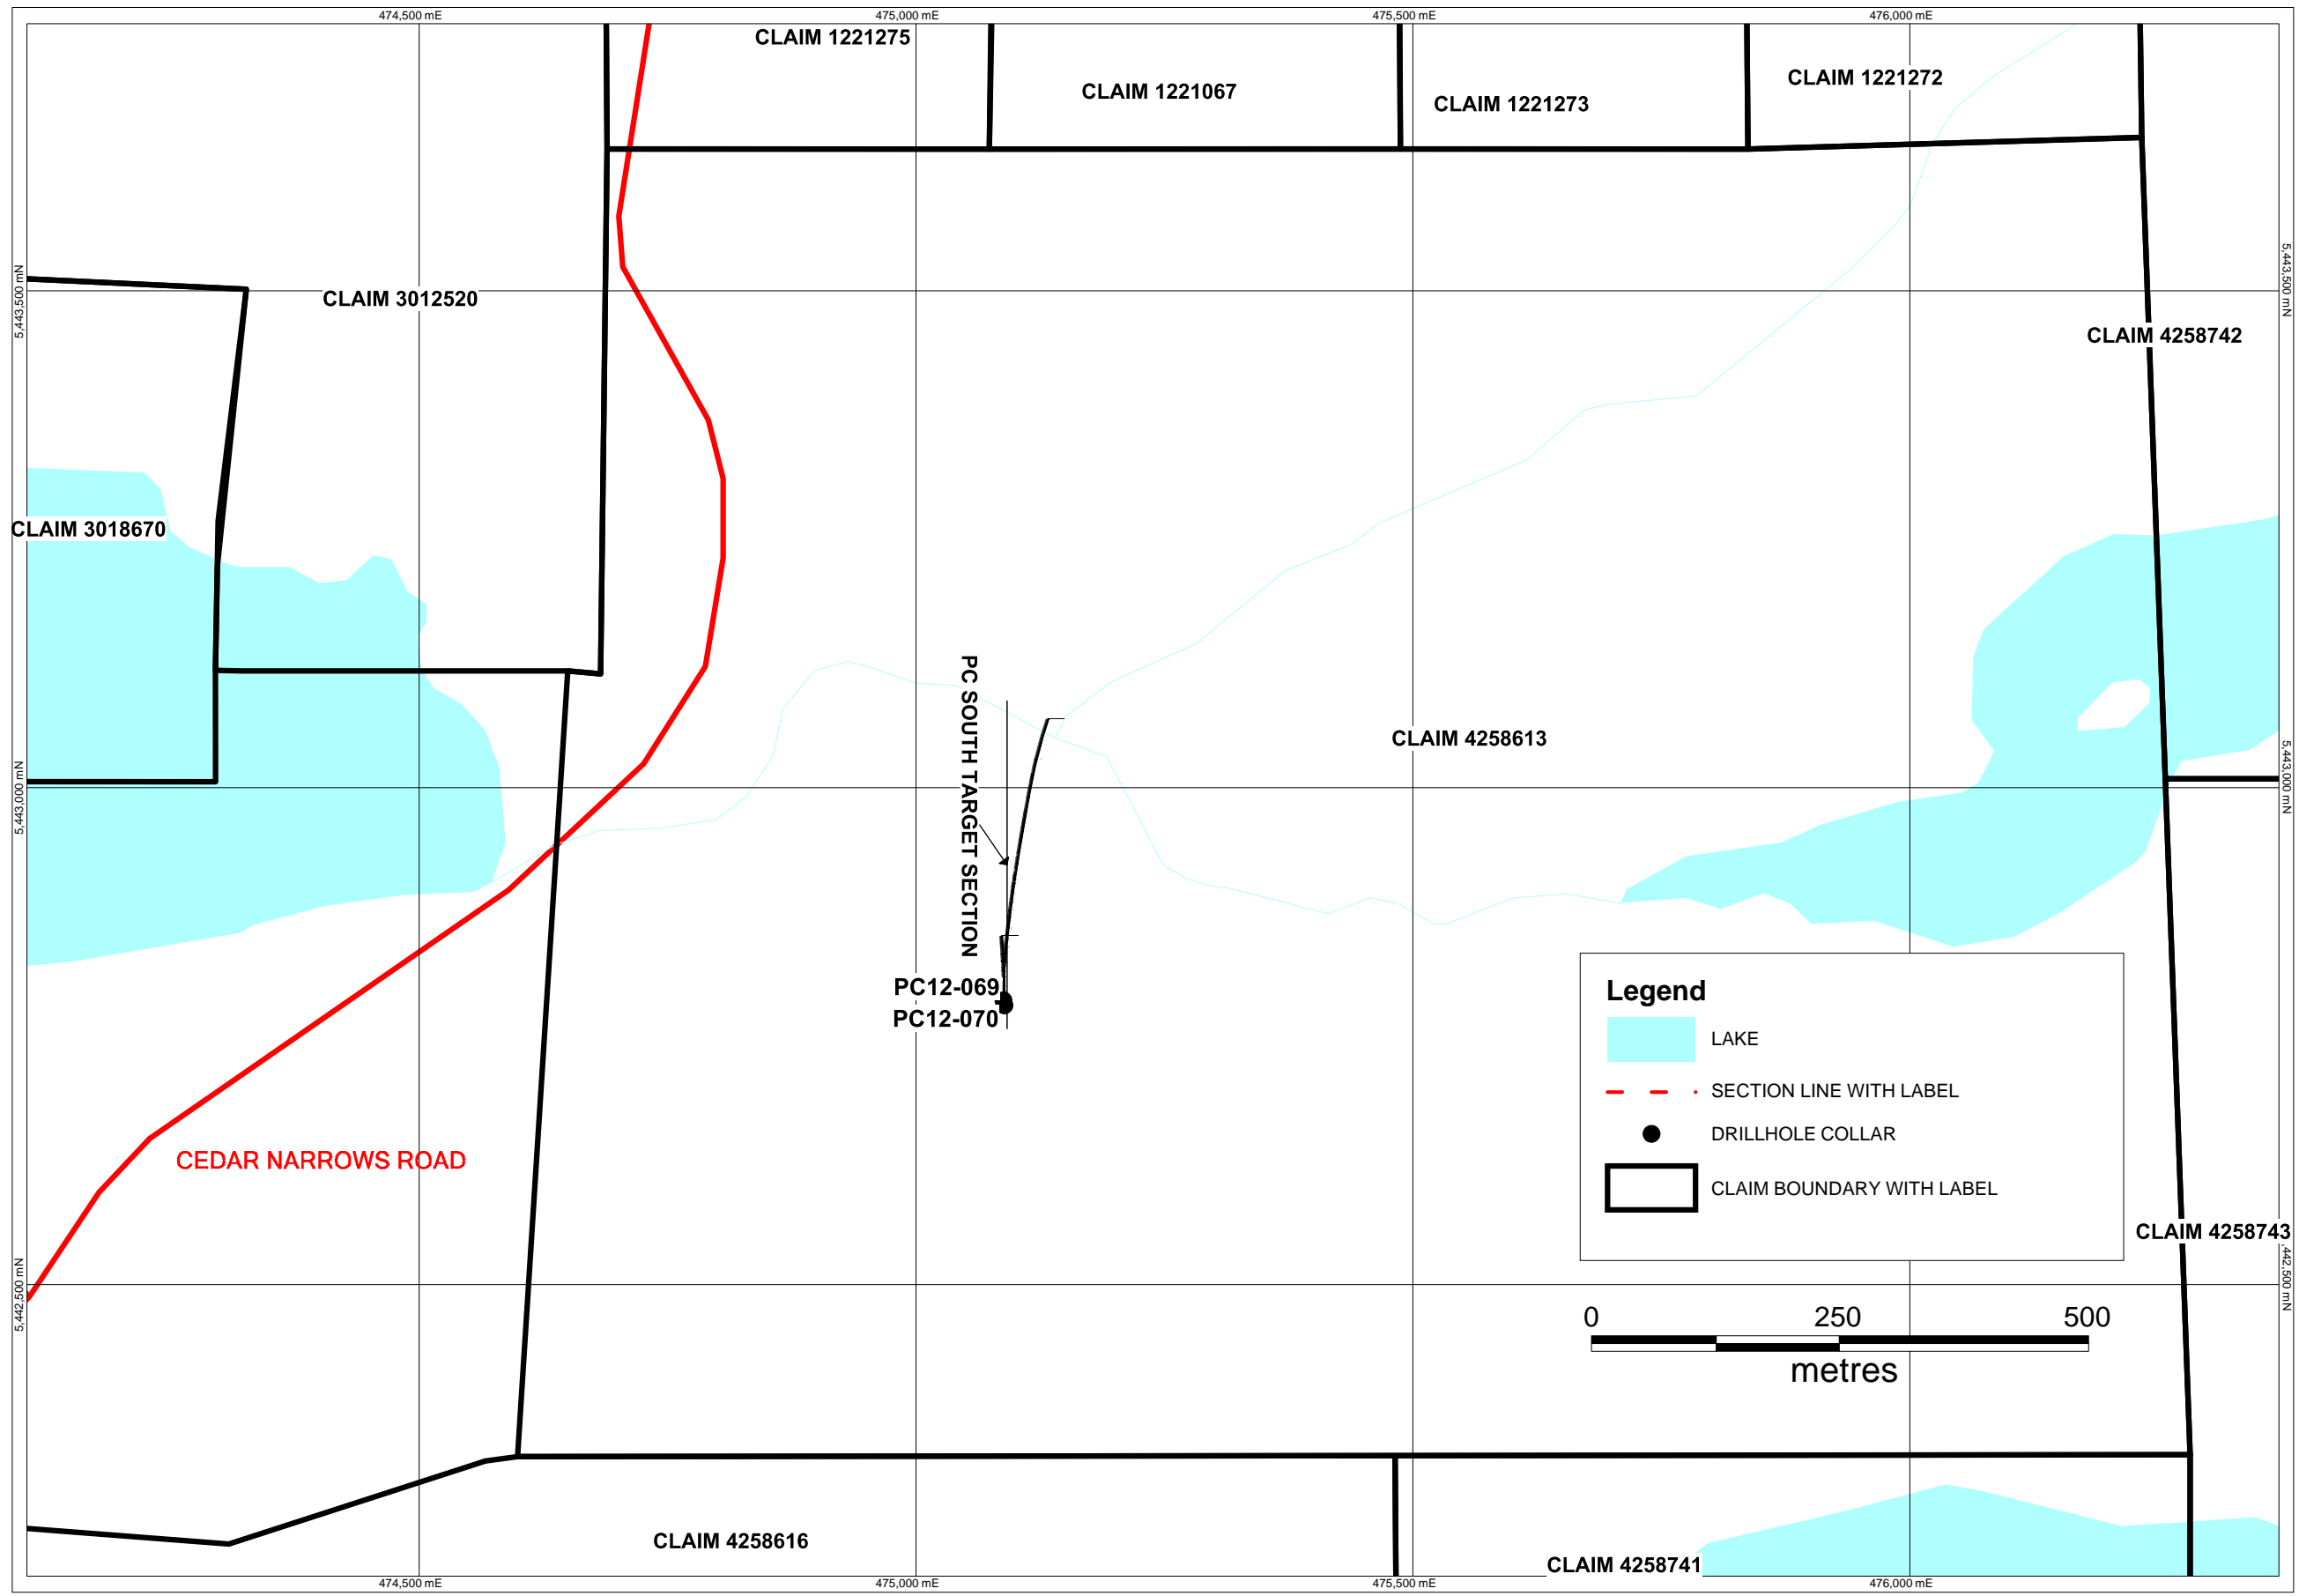 474,500 mE
475,000 mE
475,500 mE
476,000 mE
CLAIM 1221275
CLAIM 1221067
CLAIM 1221273
CLAIM 1221272
5,443,500 mN
CLAIM 3012520
5,443,500 mN
CLAIM 4258742
CLAIM 3018670
PC SOUTH TARGET SECTION
CLAIM 4258613
5,443,000 mN
5,443,000 mN
PC12-069
PC12-070
Legend
LAKE
SECTION LINE WITH LABEL
DRILLHOLE COLLAR
CLAIM BOUNDARY WITH LABEL
CEDAR NARROWS ROAD
CLAIM 4258743
5,442,500 mN
442,500 mN
0 250 500
metres
CLAIM 4258616
CLAIM 4258741
474,500 mE
475,000 mE
475,500 mE
476,000 mE